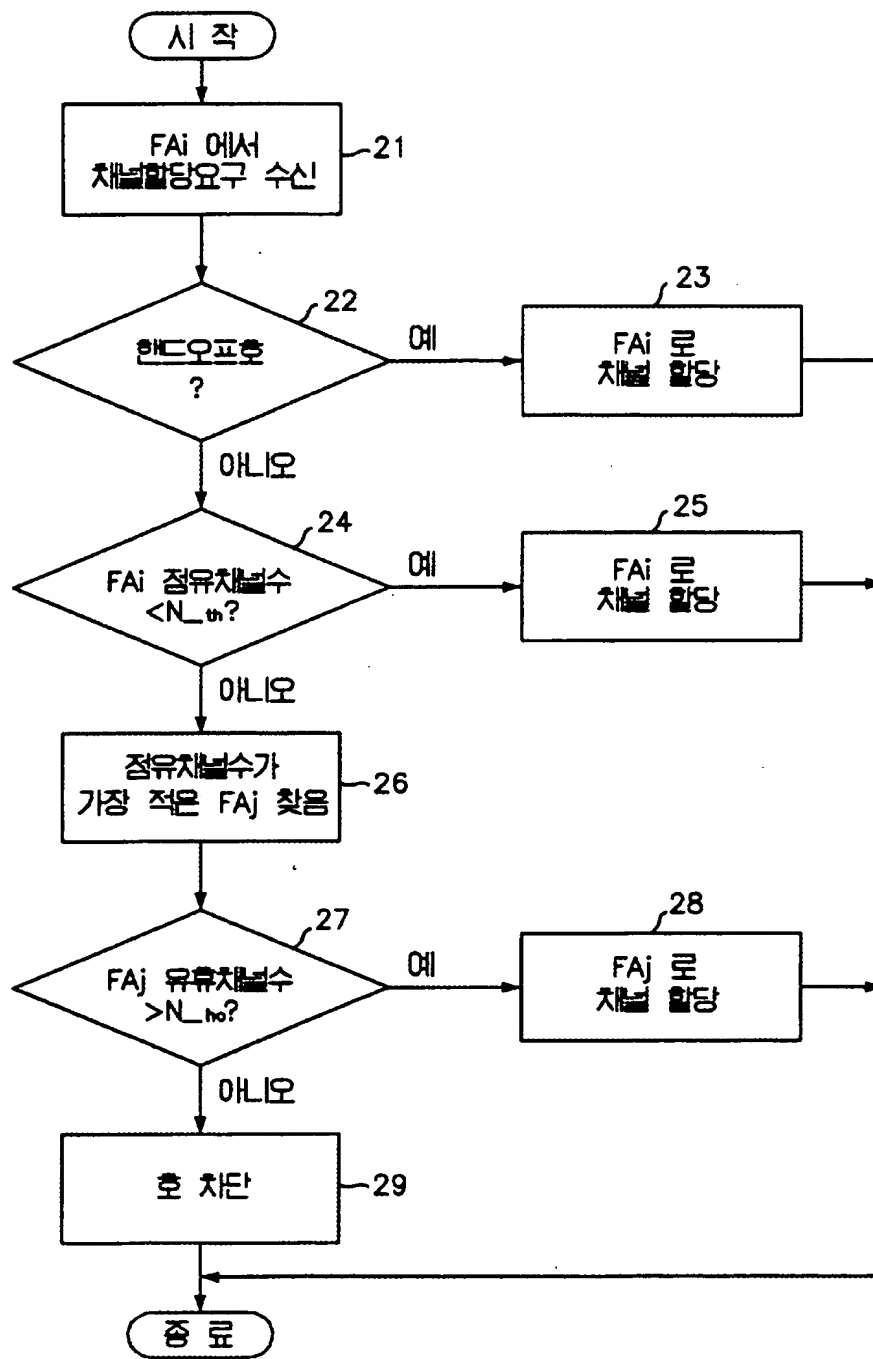 시 작
FAi 에서
채널할당요구 수신
21
22
핸드오프호
?
예
23
FAi 로
채널 할당
아니오
24
FAi 점유채널수
<N_th?
예
25
FAi 로
채널 할당
아니오
점유채널수가
가장 적은 FAj 찾음
26
27
FAj 유휴채널수
>N_ho?
예
28
FAj 로
채널 할당
아니오
호 차단
29
종 료